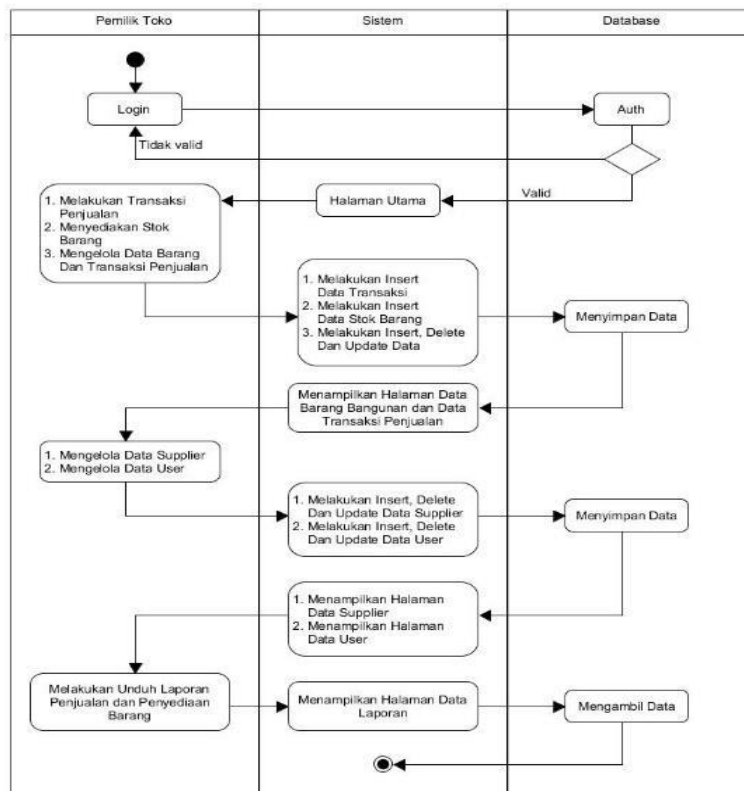 Pemilik Toko
Sistem
Database
Login
Auth
Tidak valid
Valid
Halaman Utama
1. Melakukan Transaksi
Penjualan
2. Menyediakan Stok
Barang
3. Mengelola Data Barang
Dan Transaksi Penjualan
1. Melakukan Insert
Data Transaksi
2. Melakukan Insert
Data Stok Barang
3. Melakukan Insert, Delete
Dan Update Data
Menyimpan Data
Menampilkan Halaman Data
Barang Bangunan dan Data
Transaksi Penjualan
1. Mengelola Data Supplier
2. Mengelola Data User
1. Melakukan Insert, Delete
Dan Update Data Supplier
2. Melakukan Insert, Delete
Dan Update Data User
Menyimpan Data
1. Menampilkan Halaman
Data Supplier
2. Menampilkan Halaman
Data User
Melakukan Unduh Laporan
Penjualan dan Penyediaan
Barang
Menampilkan Halaman Data
Laporan
Mengambil Data